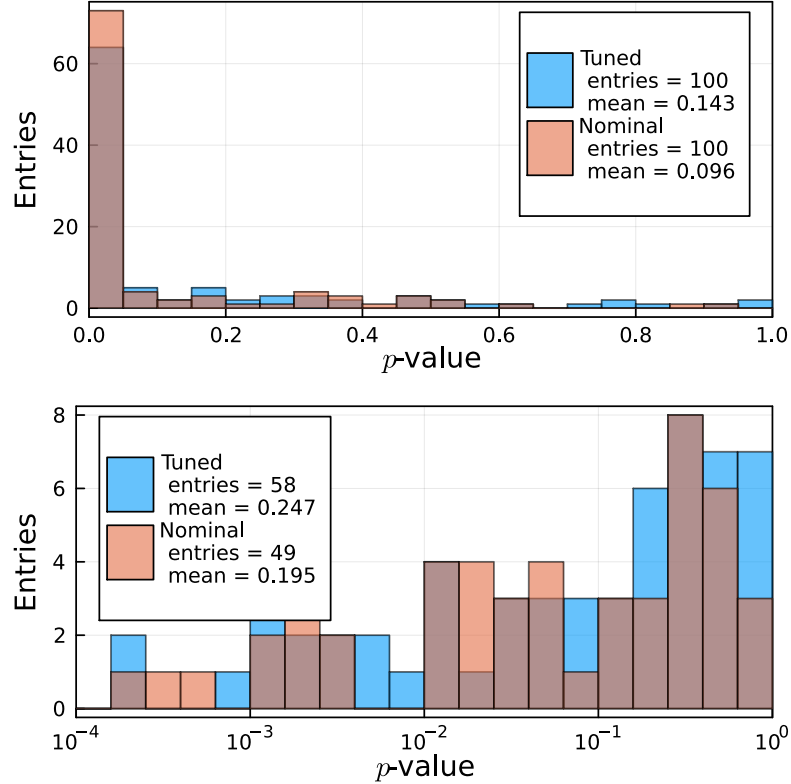 60
40
20
0
Entries
Tuned
entries = 100
mean = 0.143
Nominal
entries = 100
mean = 0.096
0.0 0.2 0.4 0.6 0.8 1.0
p-value
8
6
4
2
0
Entries
Tuned
entries = 58
mean = 0.247
Nominal
entries = 49
mean = 0.195
10⁻⁴ 10⁻³ 10⁻² 10⁻¹ 10⁰
p-value